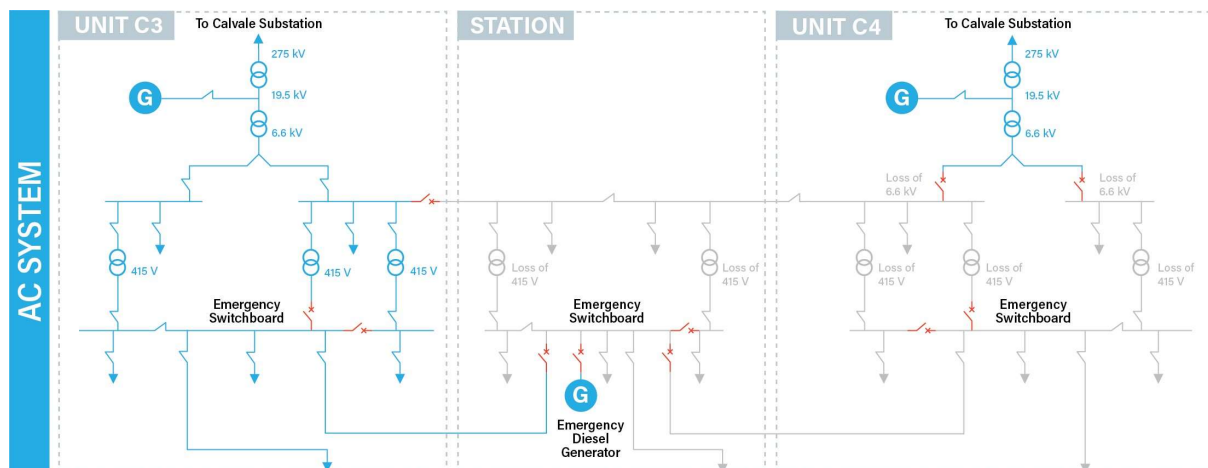 AC SYSTEM
UNIT C3
To Calvale Substation
275 kV
G
19.5 kV
6.6 kV
415 V
415 V
415 V
Emergency
Switchboard
STATION
Loss of
415 V
Loss of
415 V
Emergency
Switchboard
G
Emergency
Diesel
Generator
UNIT C4
To Calvale Substation
275 kV
G
19.5 kV
6.6 kV
Loss of
6.6 kV
Loss of
6.6 kV
Loss of
415 V
Loss of
415 V
Loss of
415 V
Emergency
Switchboard